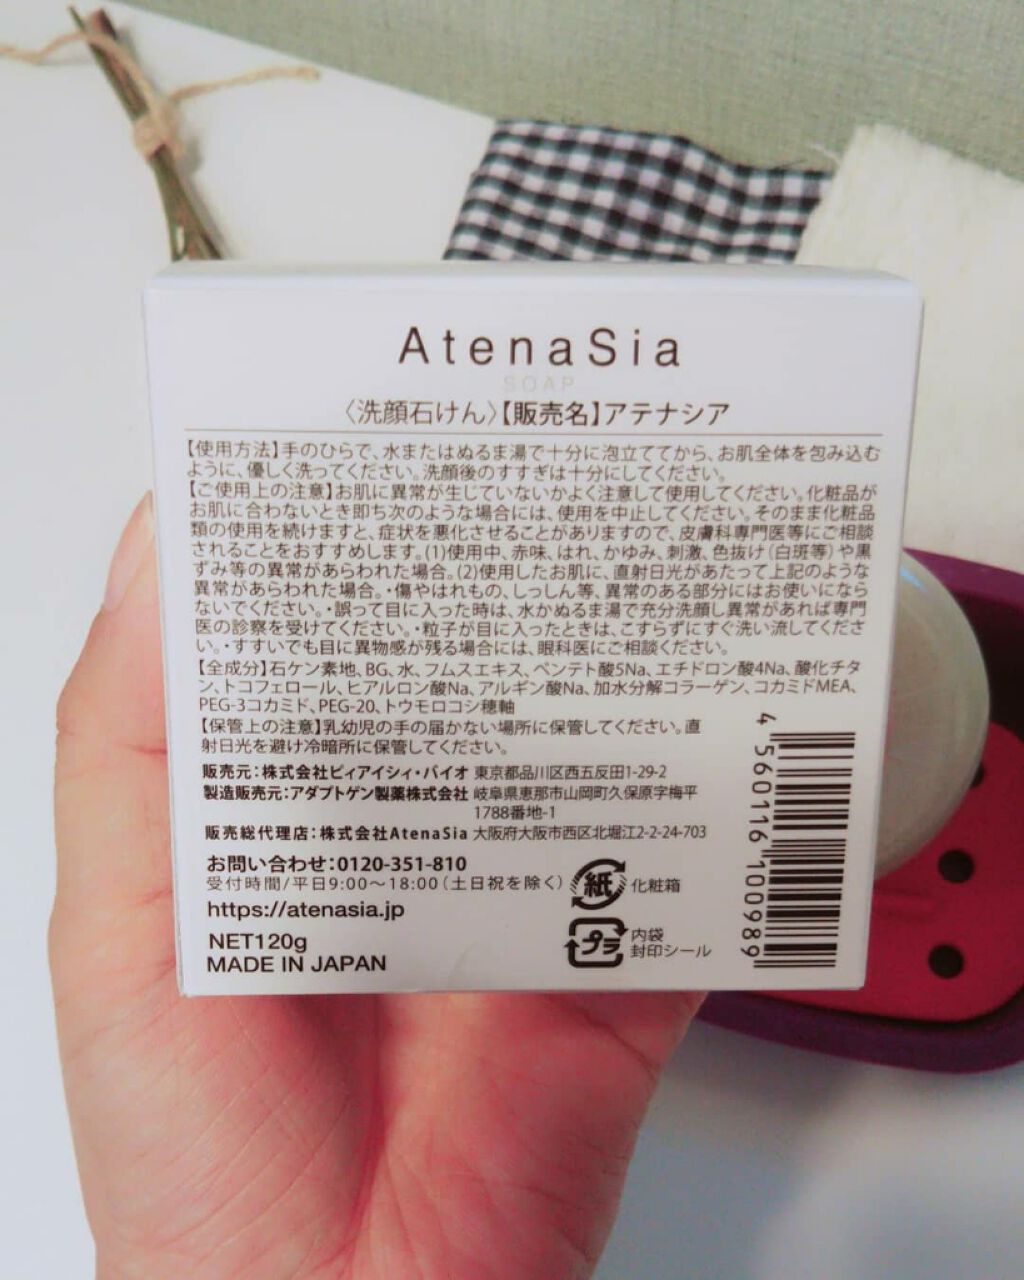 AtenaSia
SOAP
〈洗顔石けん〉【販売名】アテナシア
【使用方法】手のひらで、水またはぬるま湯で十分に泡立ててから、お肌全体を包み込む
ように、優しく洗ってください。洗顔後のすすぎは十分にしてください。
【ご使用上の注意】お肌に異常が生じていないかよく注意して使用してください。化粧品が
お肌に合わないとき即ち次のような場合には、使用を中止してください。そのまま化粧品
類の使用を続けますと、症状を悪化させることがありますので、皮膚科専門医等にご相談
されることをおすすめします。(1)使用中、赤味、はれ、かゆみ、刺激、色抜け(白斑等)や黒
ずみ等の異常があらわれた場合。(2)使用したお肌に、直射日光があたって上記のような
異常があらわれた場合。・傷やはれもの、しっしん等、異常のある部分にはお使いになら
ないでください。・誤って目に入った時は、水かぬるま湯で充分洗顔し異常があれば専門
医の診察を受けてください。・粒子が目に入ったときは、こすらずにすぐ洗い流してくださ
い。・すすいでも目に異物感が残る場合には、眼科医にご相談ください。
【全成分】石ケン素地、BG、水、フムスエキス、ペンテト酸5Na、エチドロン酸4Na、酸化チタ
ン、トコフェロール、ヒアルロン酸Na、アルギン酸Na、加水分解コラーゲン、コカミドMEA、
PEG-3コカミド、PEG-20、トウモロコシ穂軸
【保管上の注意】乳幼児の手の届かない場所に保管してください。直
射日光を避け冷暗所に保管してください。
販売元：株式会社ピィアイシィ・バイオ 東京都品川区西五反田1-29-2
製造販売元：アダプトゲン製薬株式会社 岐阜県恵那市山岡町久保原字梅平
1788番地-1
販売総代理店：株式会社AtenaSia 大阪府大阪市西区北堀江2-2-24-703
お問い合わせ：0120-351-810
受付時間/平日9:00〜18:00(土日祝を除く)
https://atenasia.jp
NET120g
MADE IN JAPAN
紙 化粧箱
プラ 内袋
封印シール
4 560116 100989